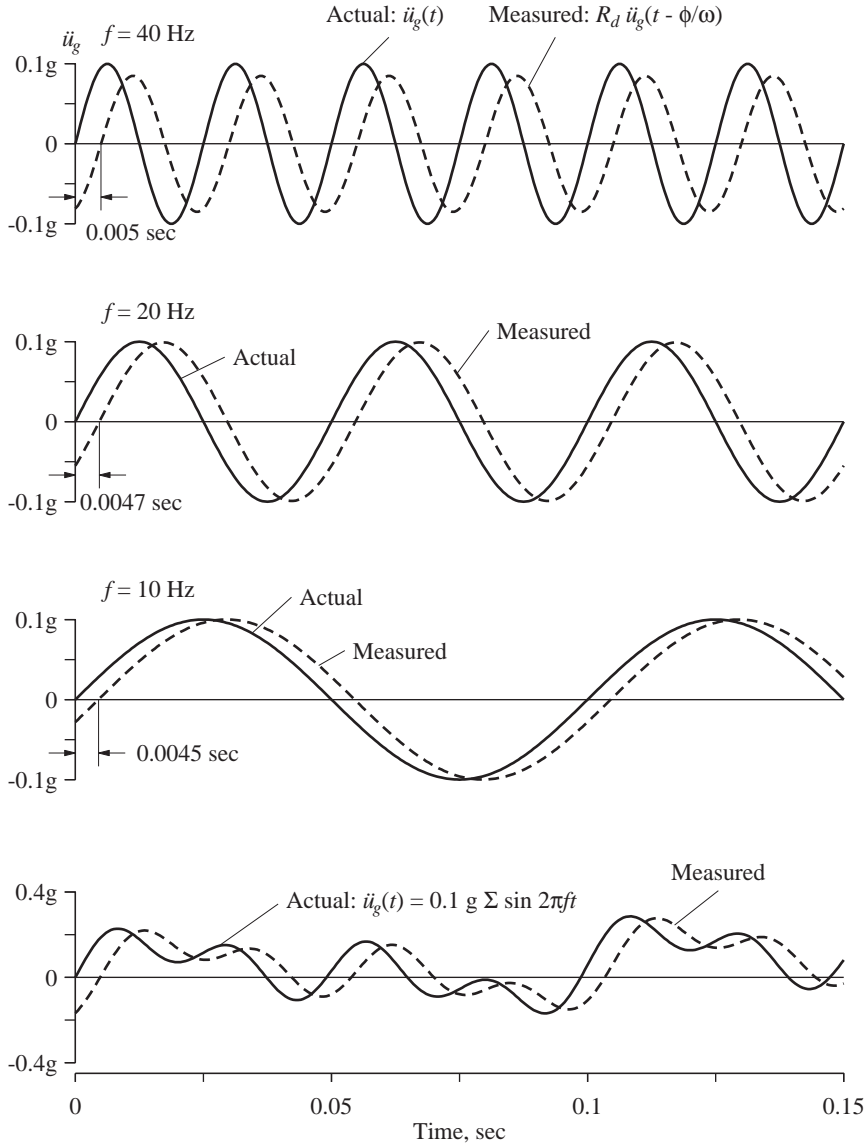 Actual: üg(t)
Measured: Rd üg(t - ϕ/ω)
üg
f = 40 Hz
0.1g
0
-0.1g
0.005 sec
f = 20 Hz
0.1g
Measured
Actual
0
-0.1g
0.0047 sec
f = 10 Hz
Actual
0.1g
Measured
0
0.0045 sec
-0.1g
0.4g
Actual: üg(t) = 0.1 g Σ sin 2πft
Measured
0
-0.4g
0
0.05
0.1
0.15
Time, sec